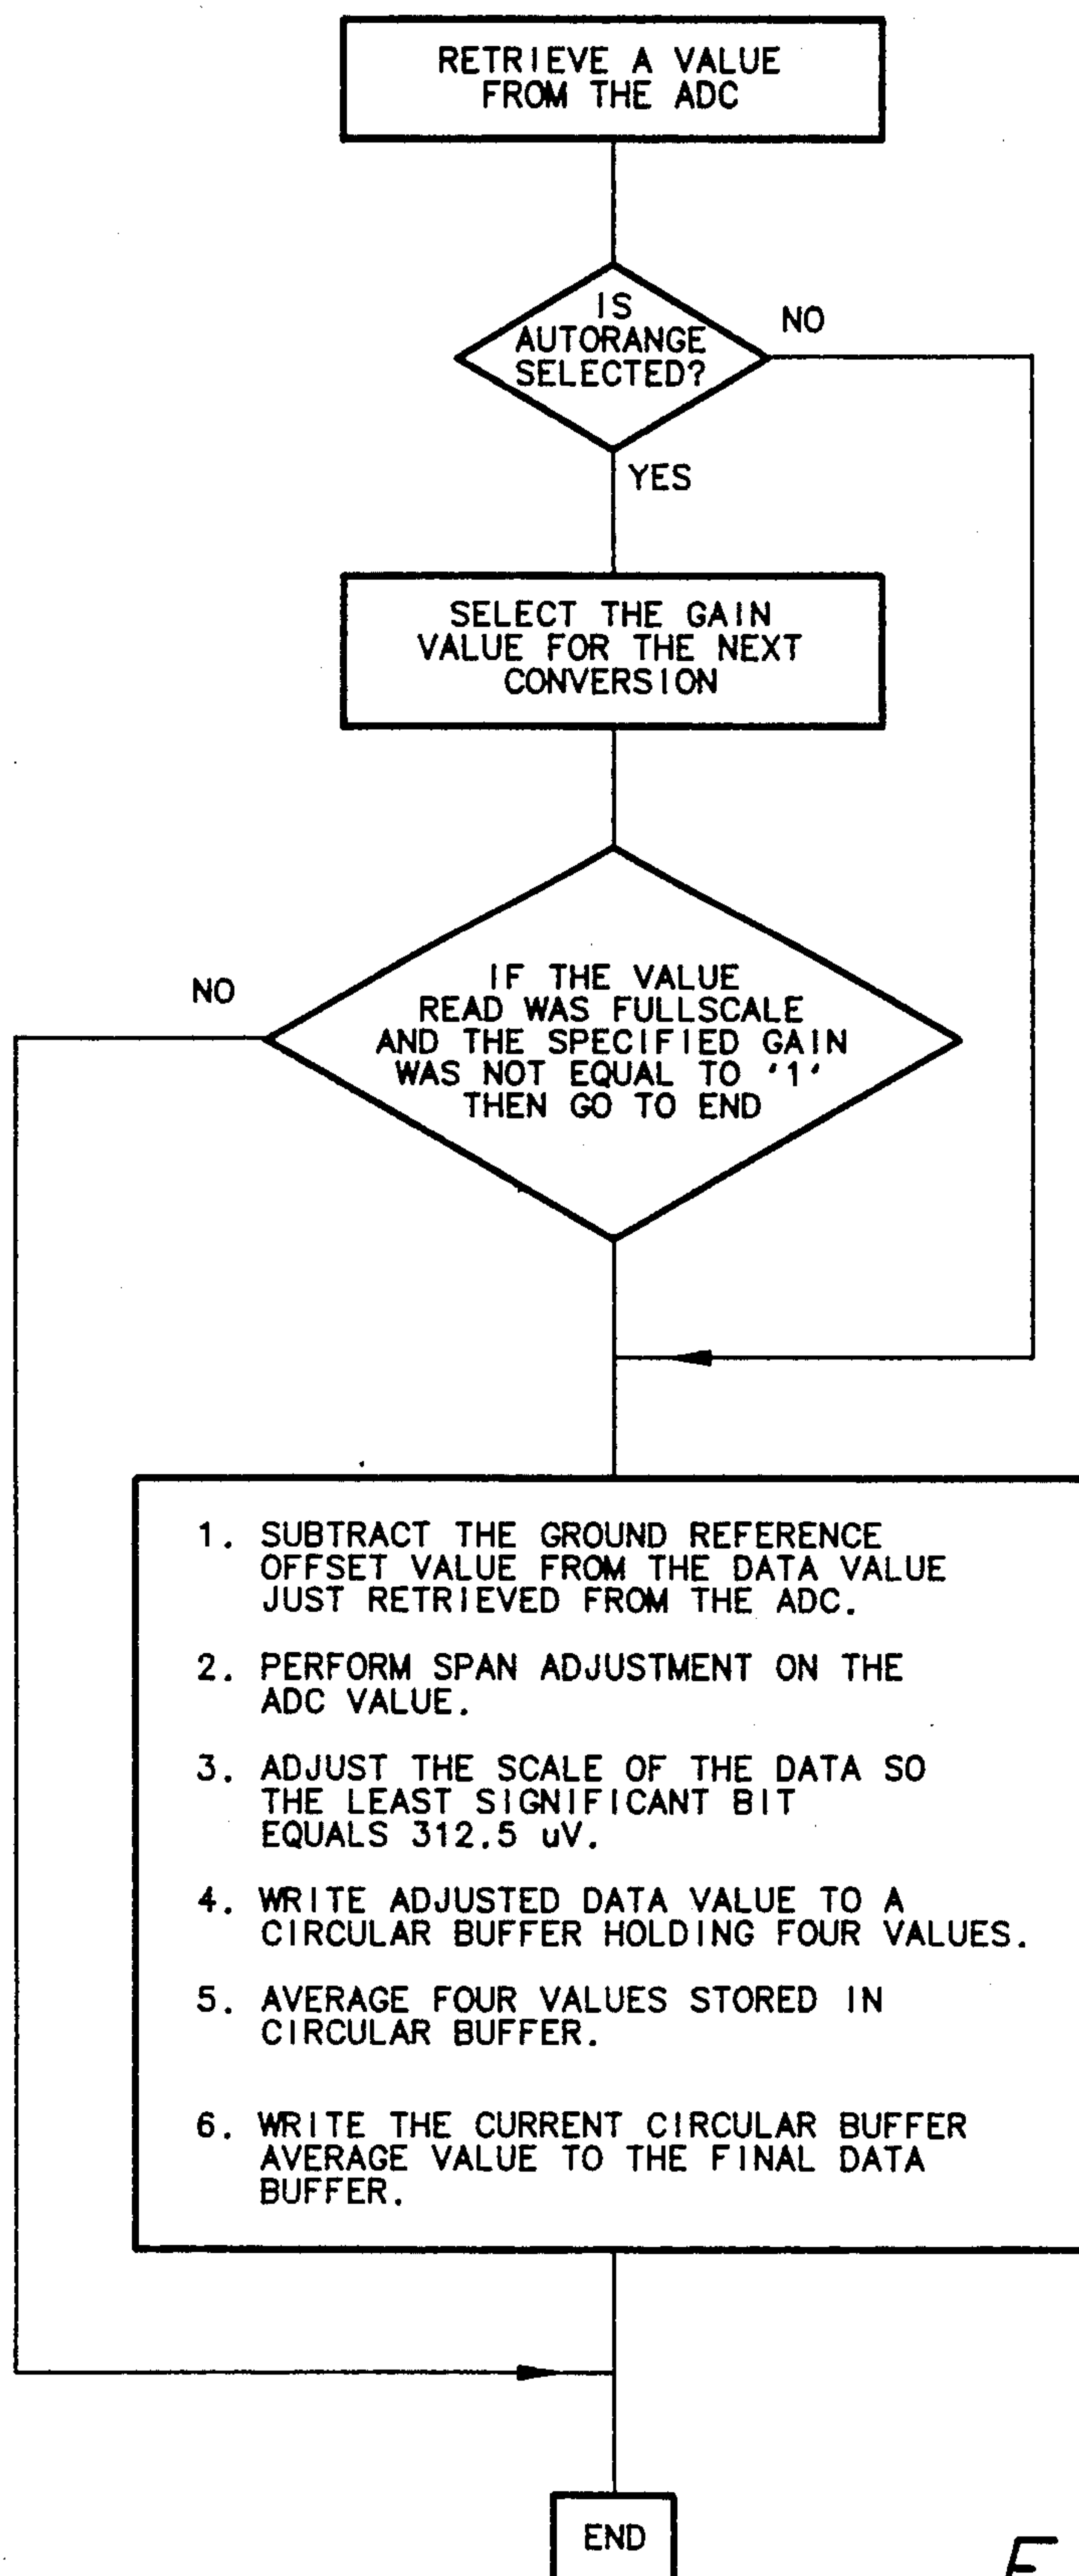 RETRIEVE A VALUE
FROM THE ADC
IS
AUTORANGE
SELECTED?
NO
YES
SELECT THE GAIN
VALUE FOR THE NEXT
CONVERSION
NO
IF THE VALUE
READ WAS FULLSCALE
AND THE SPECIFIED GAIN
WAS NOT EQUAL TO '1'
THEN GO TO END
1. SUBTRACT THE GROUND REFERENCE
OFFSET VALUE FROM THE DATA VALUE
JUST RETRIEVED FROM THE ADC.
2. PERFORM SPAN ADJUSTMENT ON THE
ADC VALUE.
3. ADJUST THE SCALE OF THE DATA SO
THE LEAST SIGNIFICANT BIT
EQUALS 312.5 uV.
4. WRITE ADJUSTED DATA VALUE TO A
CIRCULAR BUFFER HOLDING FOUR VALUES.
5. AVERAGE FOUR VALUES STORED IN
CIRCULAR BUFFER.
6. WRITE THE CURRENT CIRCULAR BUFFER
AVERAGE VALUE TO THE FINAL DATA
BUFFER.
END